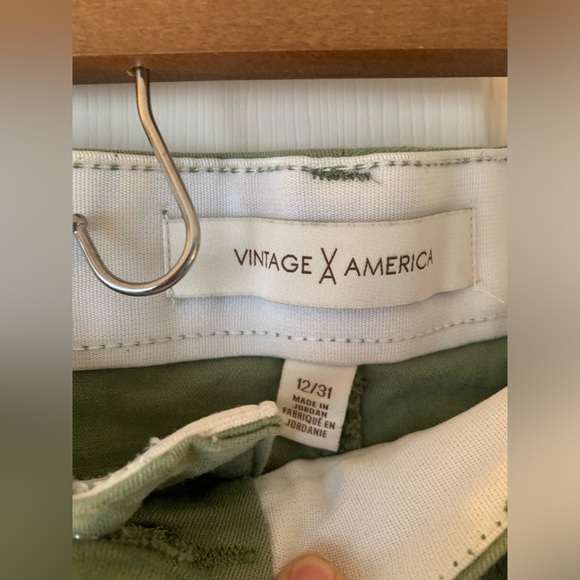 VINTAGE AMERICA
12/31
MADE IN
JORDAN
FABRIQUÉ EN
JORDANIE